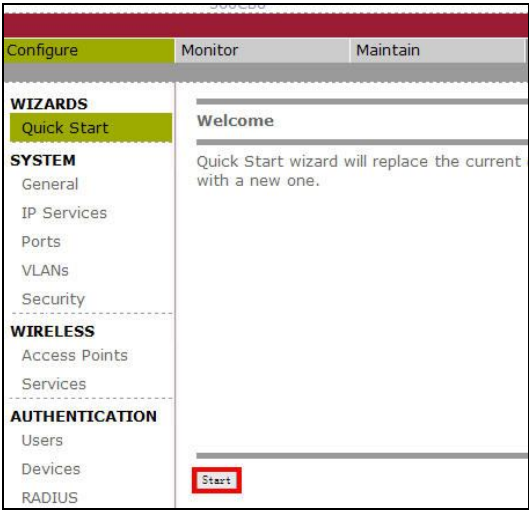 Configure Monitor Maintain
WIZARDS
Quick Start
SYSTEM
General
IP Services
Ports
VLANs
Security
WIRELESS
Access Points
Services
AUTHENTICATION
Users
Devices
RADIUS
Welcome
Quick Start wizard will replace the current
with a new one.
Start